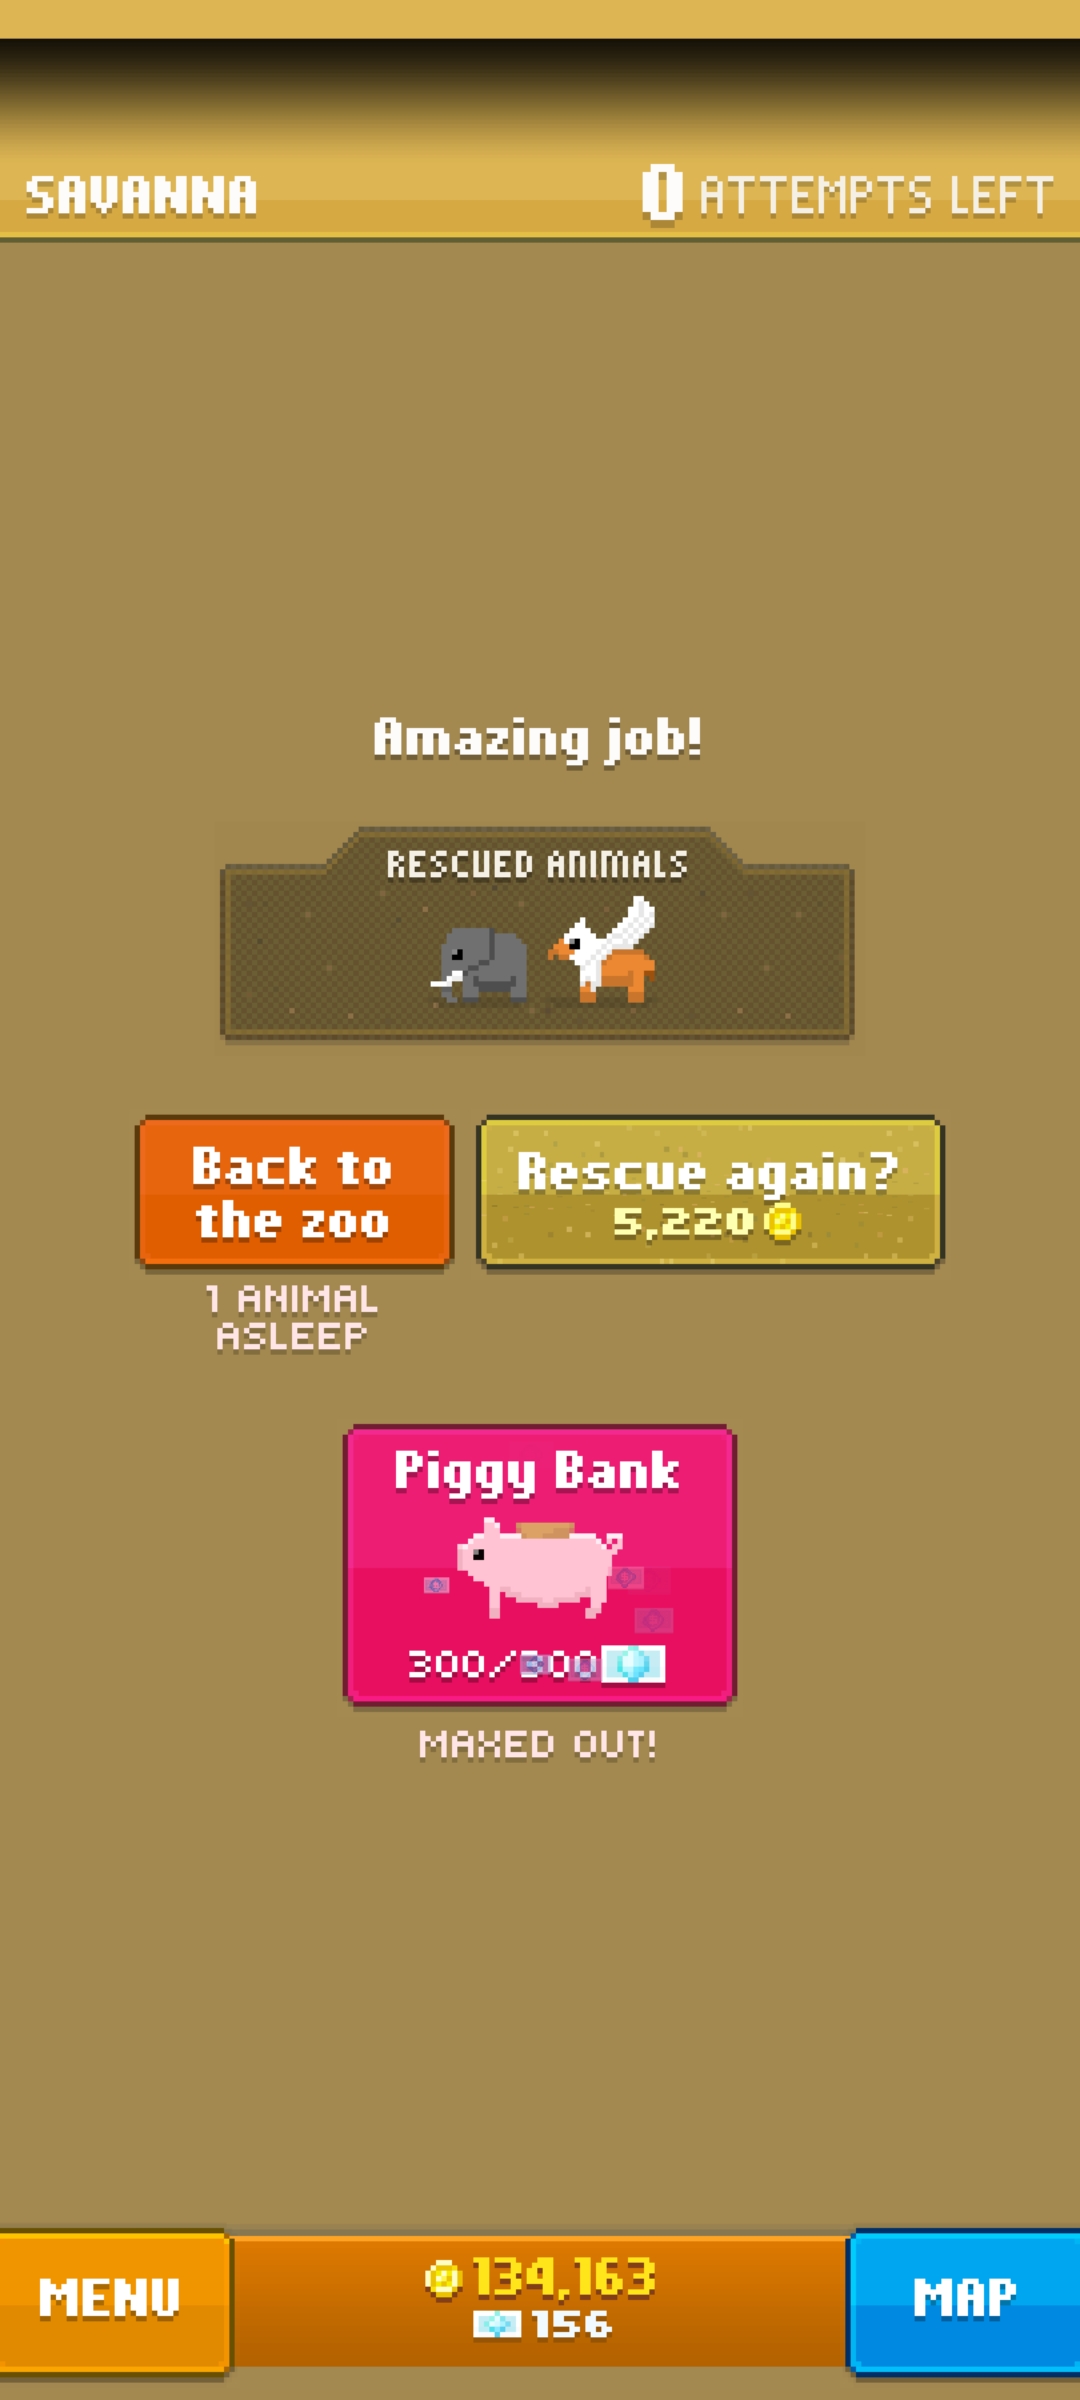 SAVANNA
0 ATTEMPTS LEFT
Amazing job!
RESCUED ANIMALS
Back to
the zoo
Rescue again?
5,220
1 ANIMAL
ASLEEP
Piggy Bank
300/300
MAXED OUT!
MENU
134,163
156
MAP